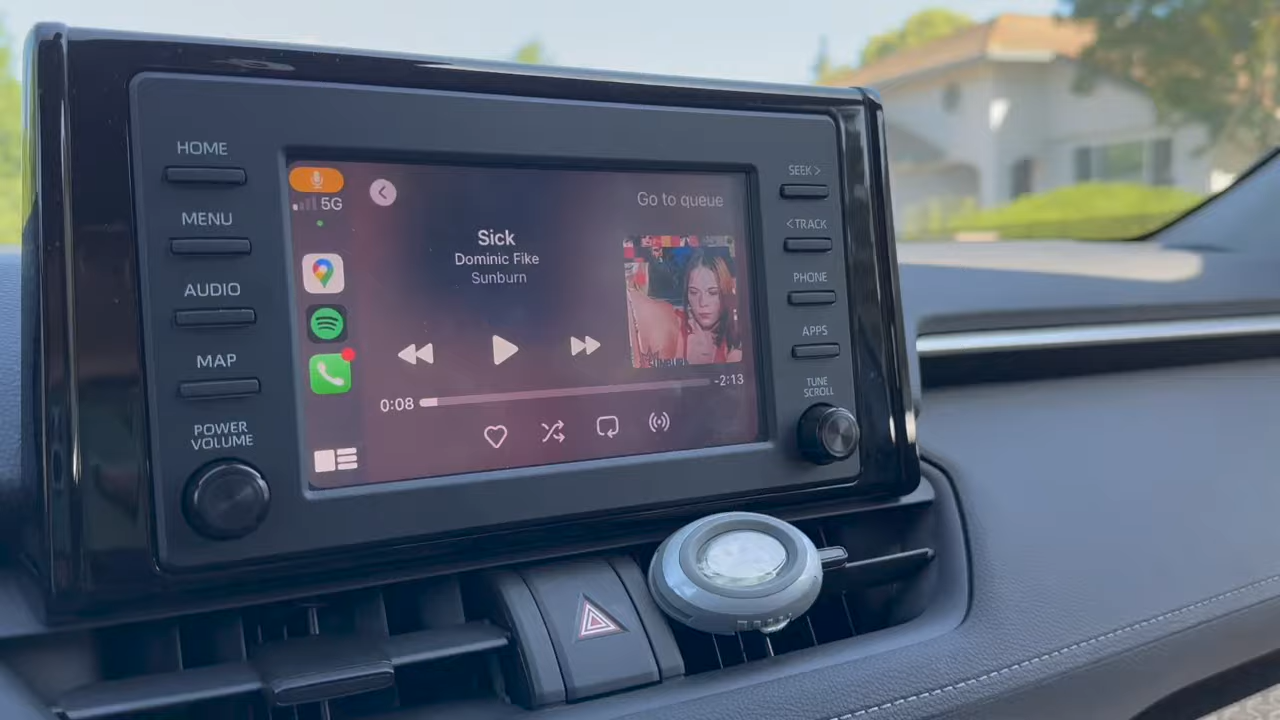 HOME
MENU
AUDIO
MAP
POWER
VOLUME
5G
Go to queue
Sick
Dominic Fike
Sunburn
0:08
-2:13
SEEK >
< TRACK
PHONE
APPS
TUNE
SCROLL